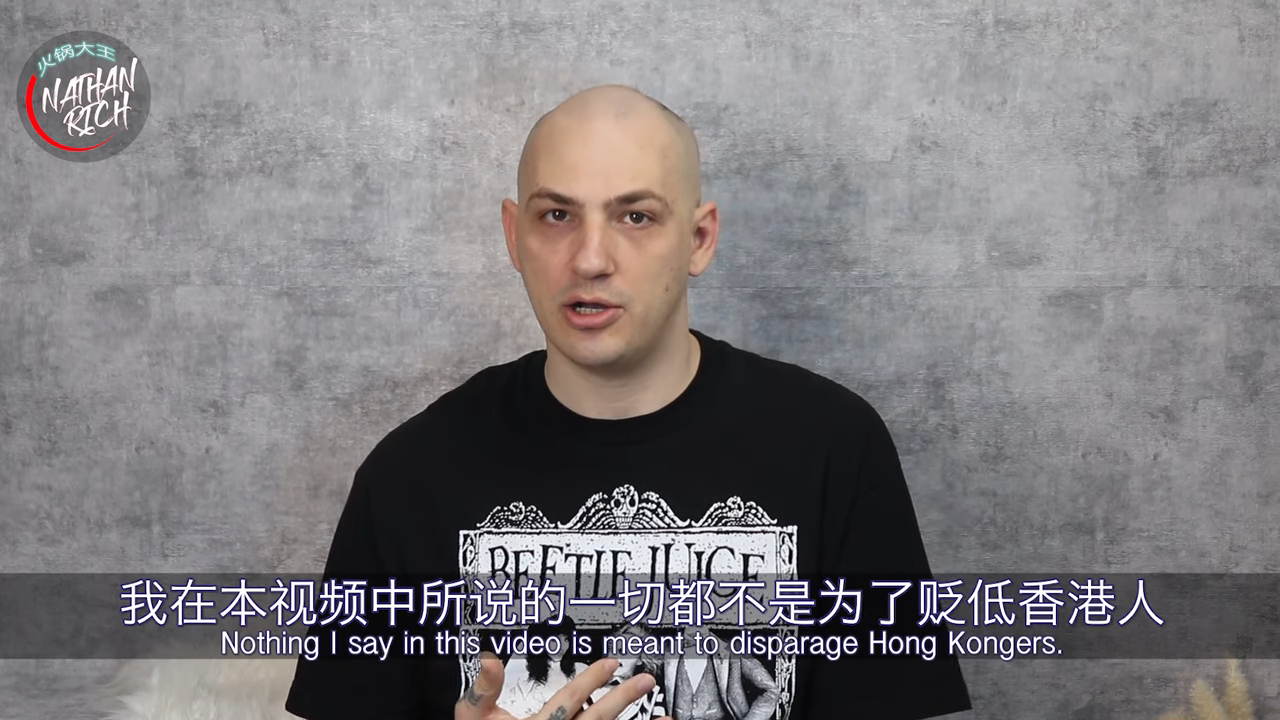 火锅大王
NATHAN
RICH
BEETLEJUICE
我在本视频中所说的一切都不是为了贬低香港人
Nothing I say in this video is meant to disparage Hong Kongers.